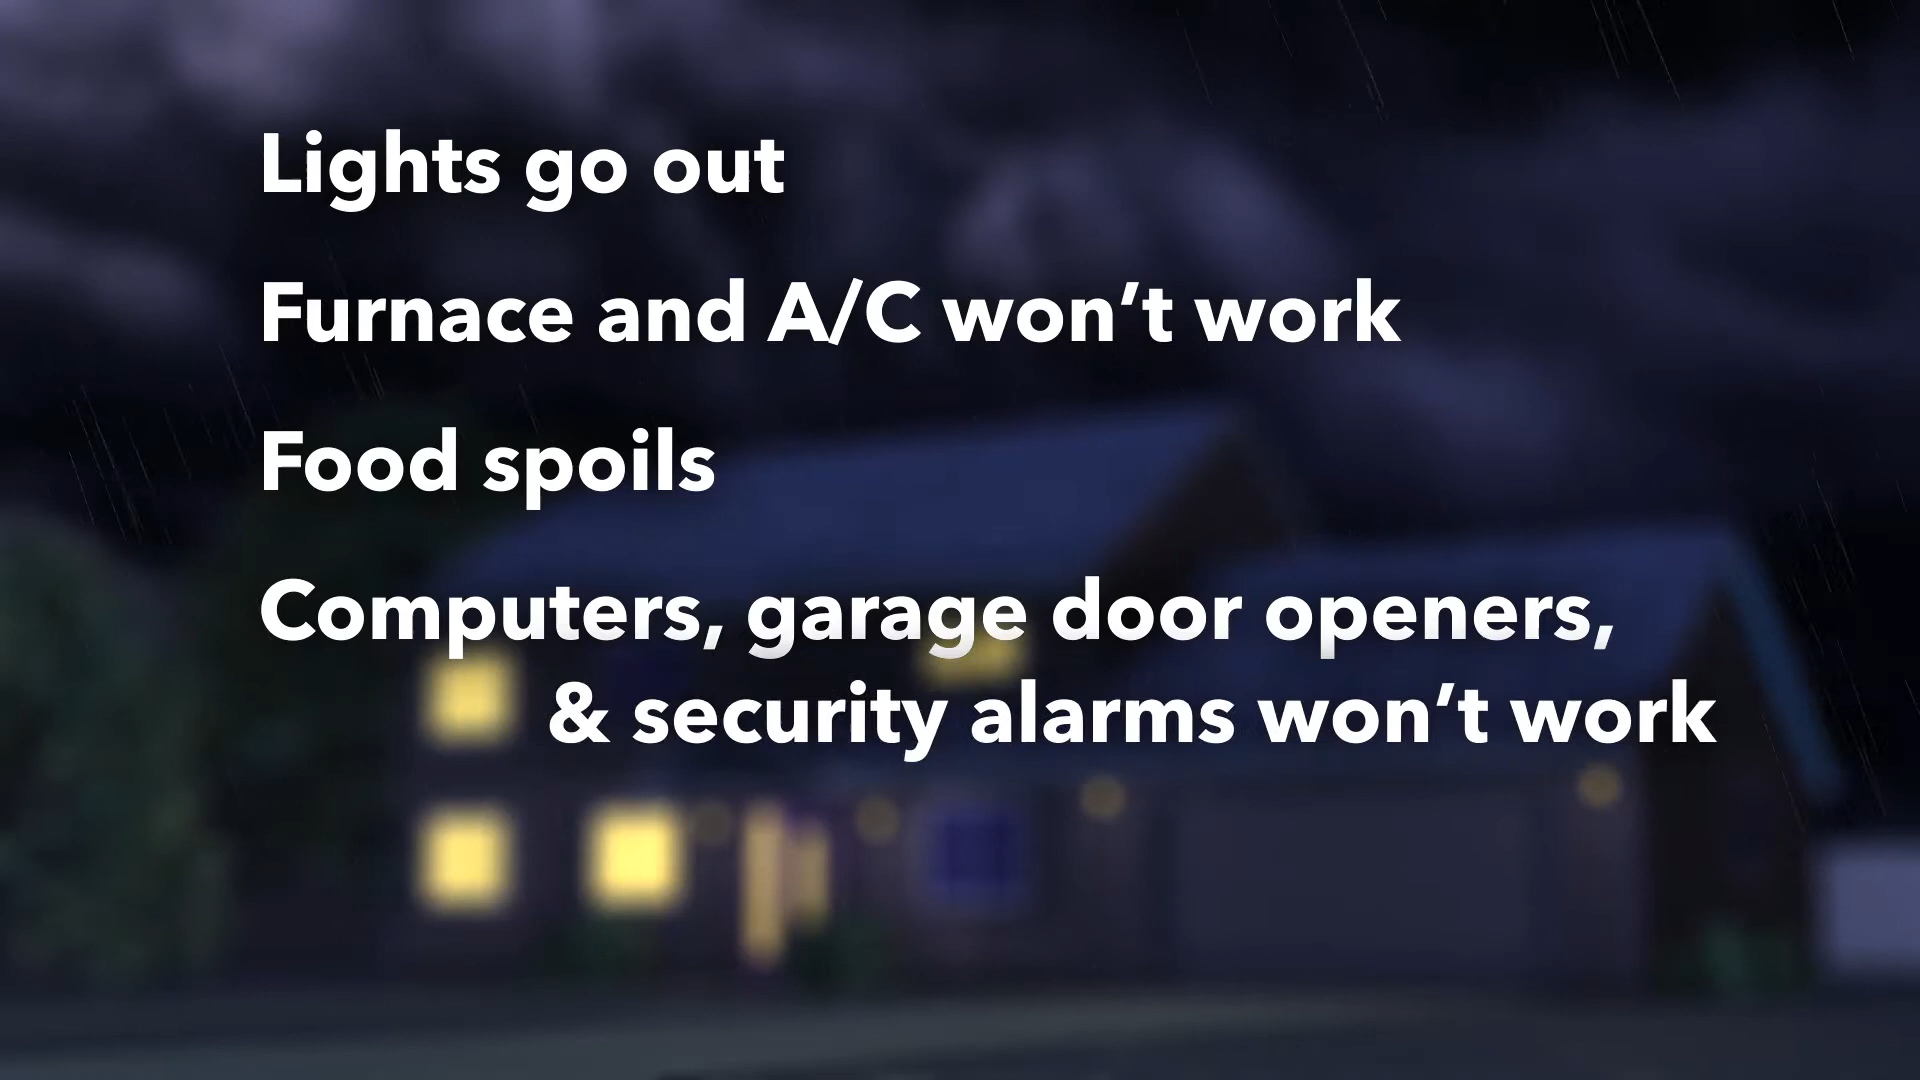 Lights go out
Furnace and A/C won’t work
Food spoils
Computers, garage door openers,
& security alarms won’t work